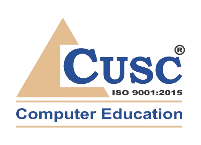 CUSC®
ISO 9001:2015
Computer Education